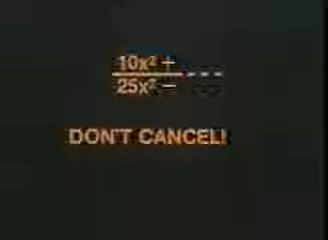 10x² + ---
25x² -
DON'T CANCEL!